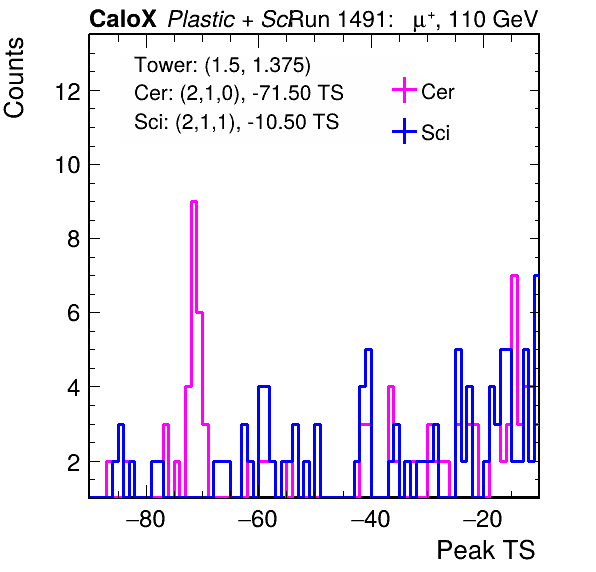 CaloX Plastic + Sci Run 1491: μ⁺, 110 GeV
Tower: (1.5, 1.375)
Cer: (2,1,0), -71.50 TS
Sci: (2,1,1), -10.50 TS
Cer
Sci
Counts
12
10
8
6
4
2
−80 −60 −40 −20
Peak TS